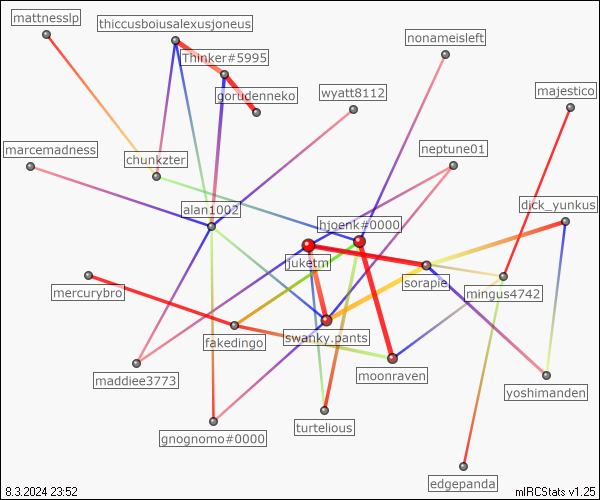 mattnesslp
thiccusboiusalexusjoneus
nonameisleft
Thinker#5995
gorudenneko
wyatt8112
majestico
marcemadness
chunkzter
neptune01
alan1002
hjoenk#0000
dick_yunkus
juketm
sorapie
mercurybro
mingus4742
fakedingo
swanky.pants
maddiee3773
moonraven
yoshimanden
gnognomo#0000
turtelious
edgepanda
8.3.2024 23:52
mIRCStats v1.25